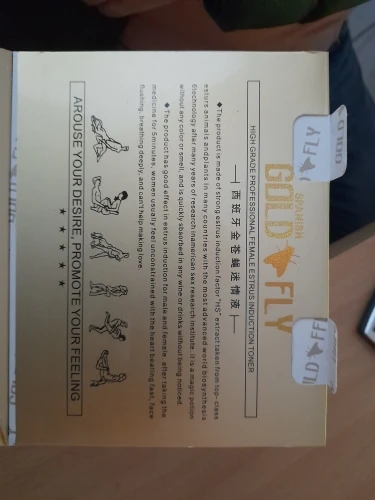 SPANISH
GOLD FLY
HIGH GRADE PROFESSIONAL FEMALE ESTRUS INDUCTION TONER
西班牙金苍蝇迷情液
◆The product is made of strong estrus induction factor "HS" extract taken from top-class
esturs animals andplants in many countries with the most advanced world biosynthesis
technology after many years of research inamerican sex research institute. It is a magic potion
without any color or smell, and is quickly absorbed in any wine or drinks without being noticed.
◆The product has good effect in estrus induction for male and female. after taking the
medicine for 5minutes, women usually feel unconstrained with the heart beating fast, face
flushing, breathing deeply, and can't help making love.
AROUSE YOUR DESIRE, PROMOTE YOUR FEELING
FLY